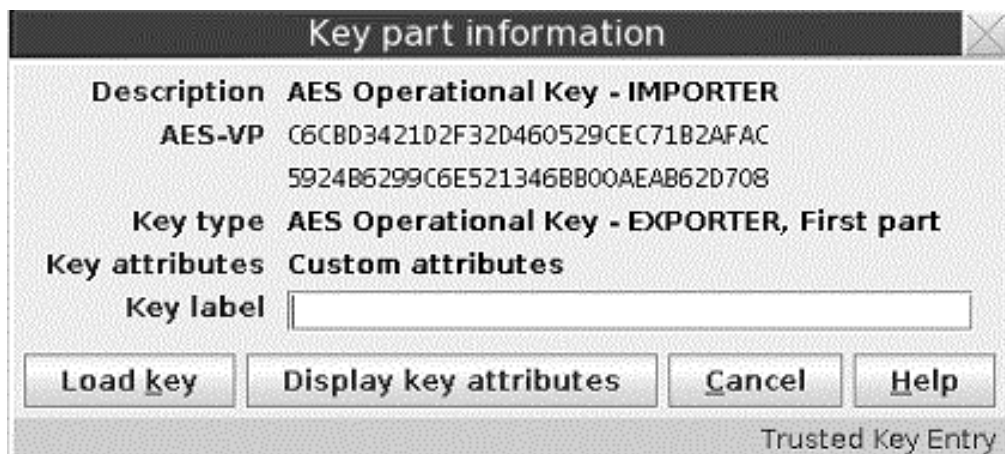 Key part information
Description AES Operational Key - IMPORTER
AES-VP C6CBD3421D2F32D460529CEC71B2AFAC
5924B6299C6E521346BB00AEAB62D708
Key type AES Operational Key - EXPORTER, First part
Key attributes Custom attributes
Key label
Load key Display key attributes Cancel Help
Trusted Key Entry